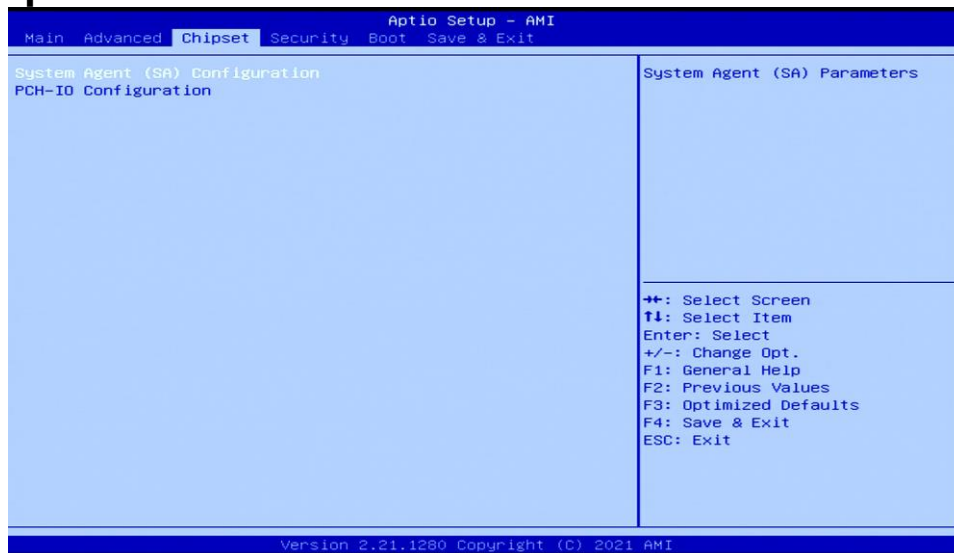 Aptio Setup – AMI
Main Advanced Chipset Security Boot Save & Exit
System Agent (SA) Configuration
PCH-IO Configuration
System Agent (SA) Parameters
→←: Select Screen
↑↓: Select Item
Enter: Select
+/-: Change Opt.
F1: General Help
F2: Previous Values
F3: Optimized Defaults
F4: Save & Exit
ESC: Exit
Version 2.21.1280 Copyright (C) 2021 AMI